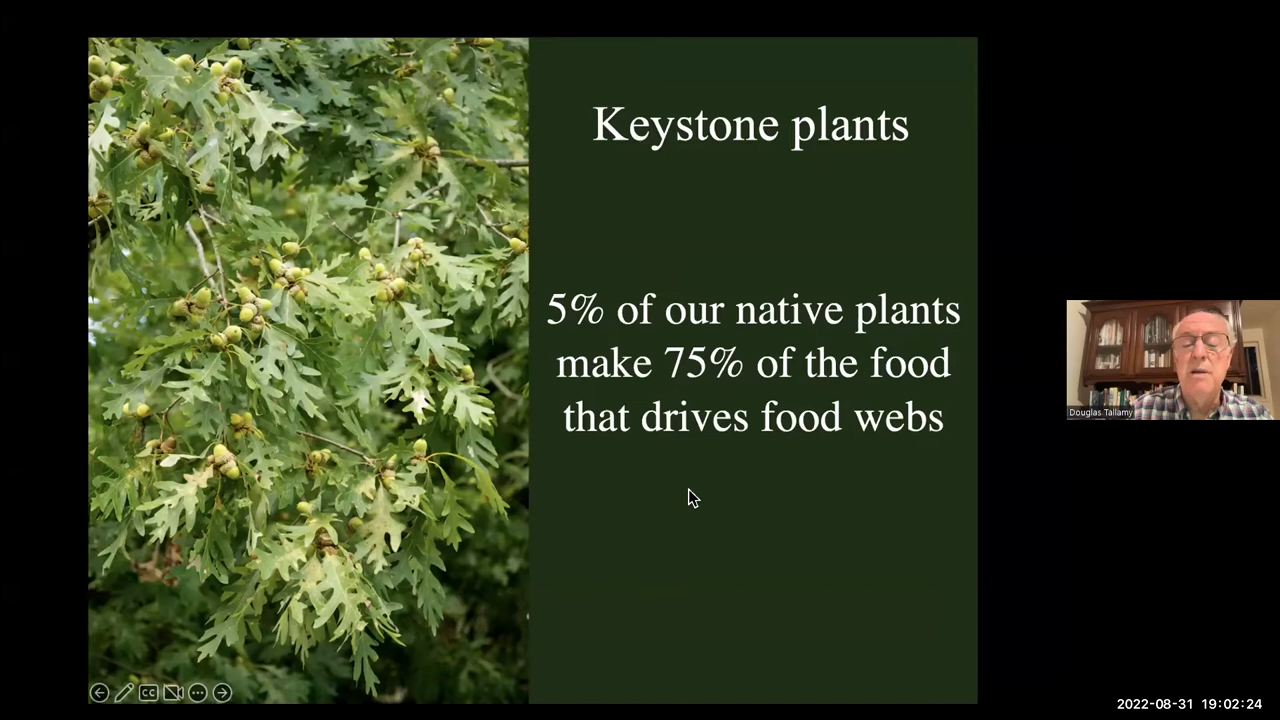 Keystone plants
5% of our native plants
make 75% of the food
that drives food webs
Douglas Tallamy
CC
2022-08-31 19:02:24